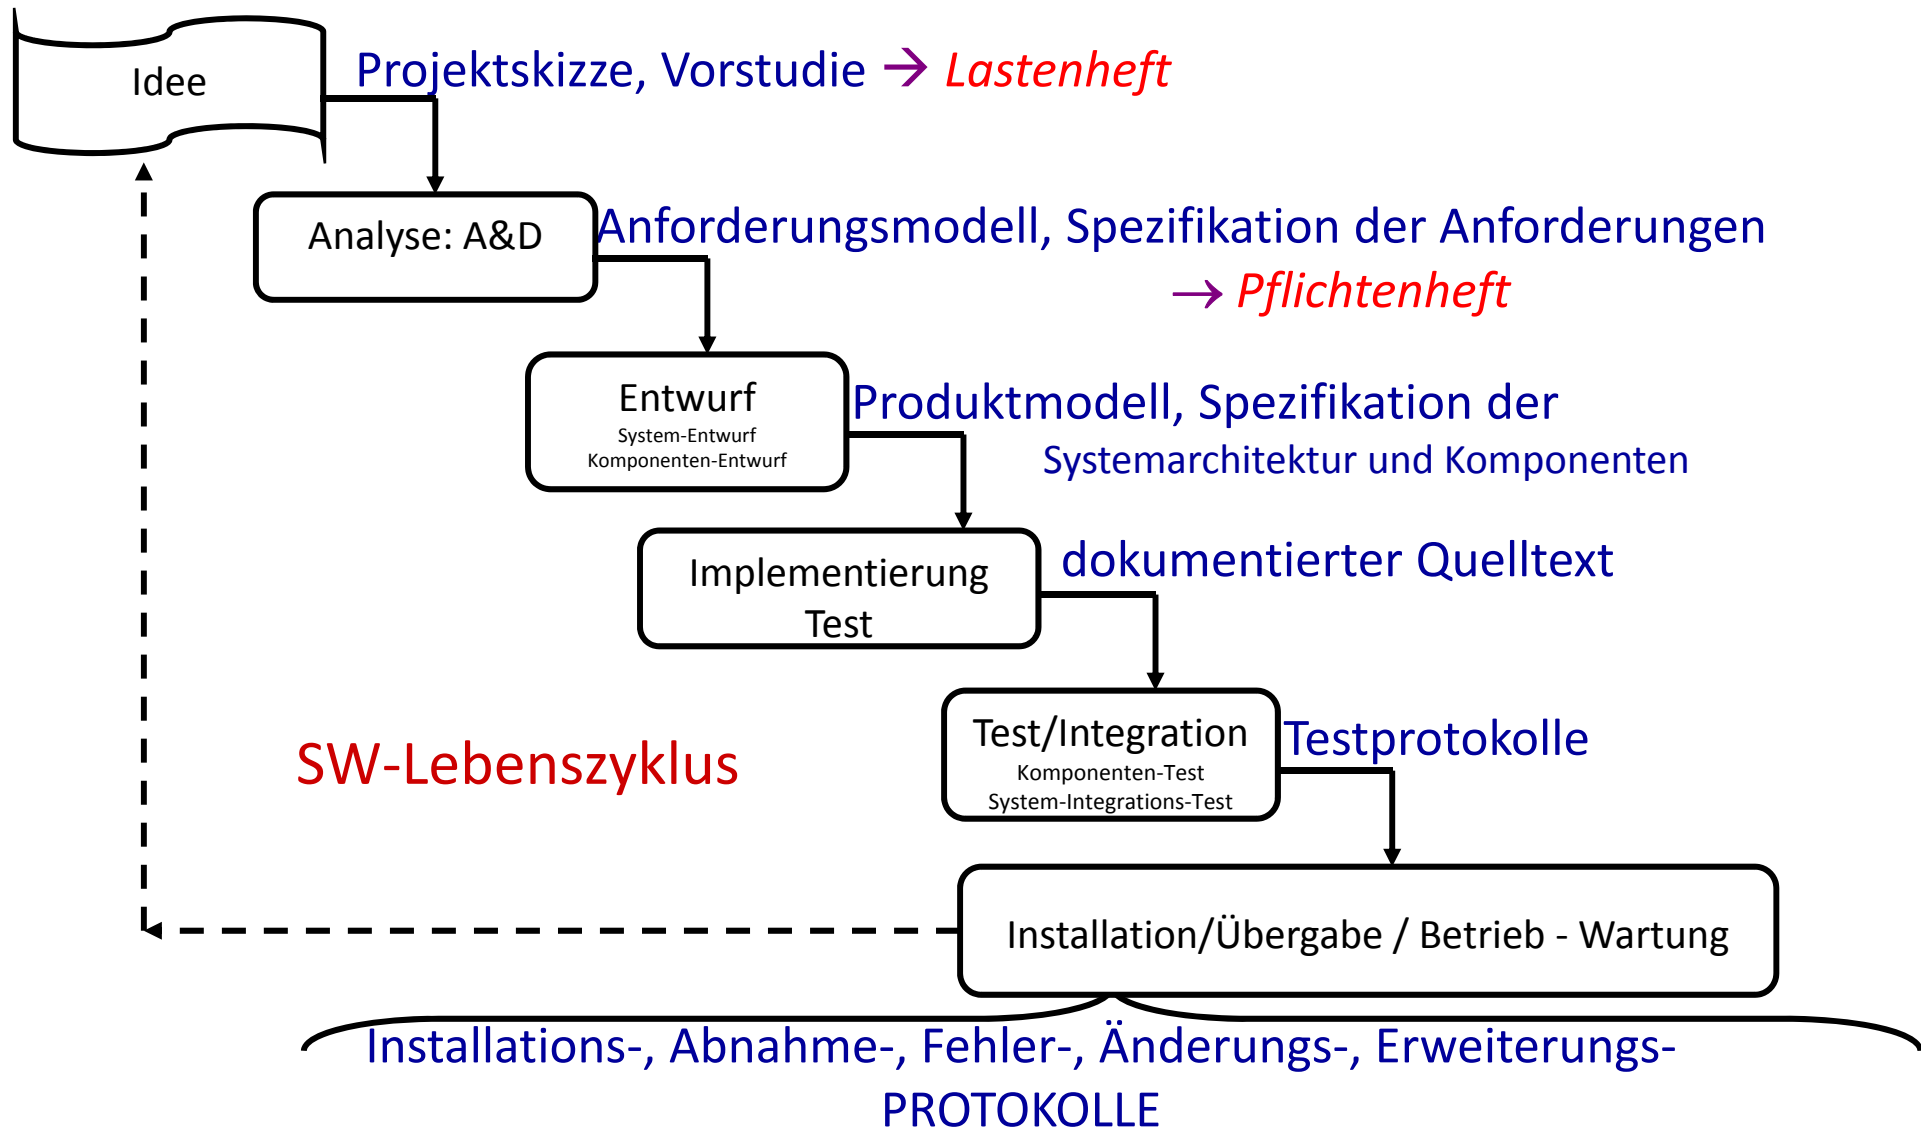 Idee
Projektskizze, Vorstudie → Lastenheft
Analyse: A&D
Anforderungsmodell, Spezifikation der Anforderungen
→ Pflichtenheft
Entwurf
System-Entwurf
Komponenten-Entwurf
Produktmodell, Spezifikation der
Systemarchitektur und Komponenten
Implementierung
Test
dokumentierter Quelltext
Test/Integration
Komponenten-Test
System-Integrations-Test
Testprotokolle
SW-Lebenszyklus
Installation/Übergabe / Betrieb - Wartung
Installations-, Abnahme-, Fehler-, Änderungs-, Erweiterungs-
PROTOKOLLE